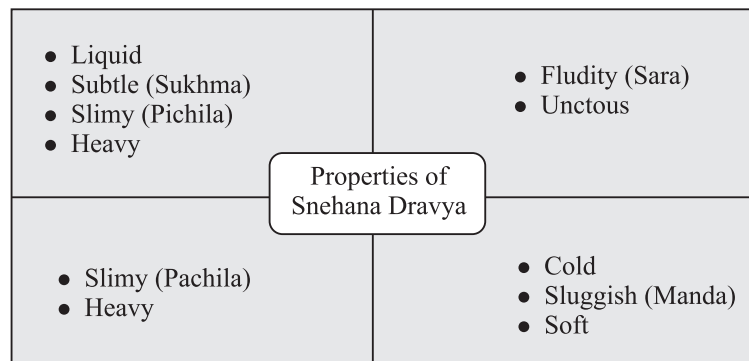 ● Liquid
● Subtle (Sukhma)
● Slimy (Pichila)
● Heavy
● Fludity (Sara)
● Unctous
Properties of
Snehana Dravya
● Slimy (Pachila)
● Heavy
● Cold
● Sluggish (Manda)
● Soft